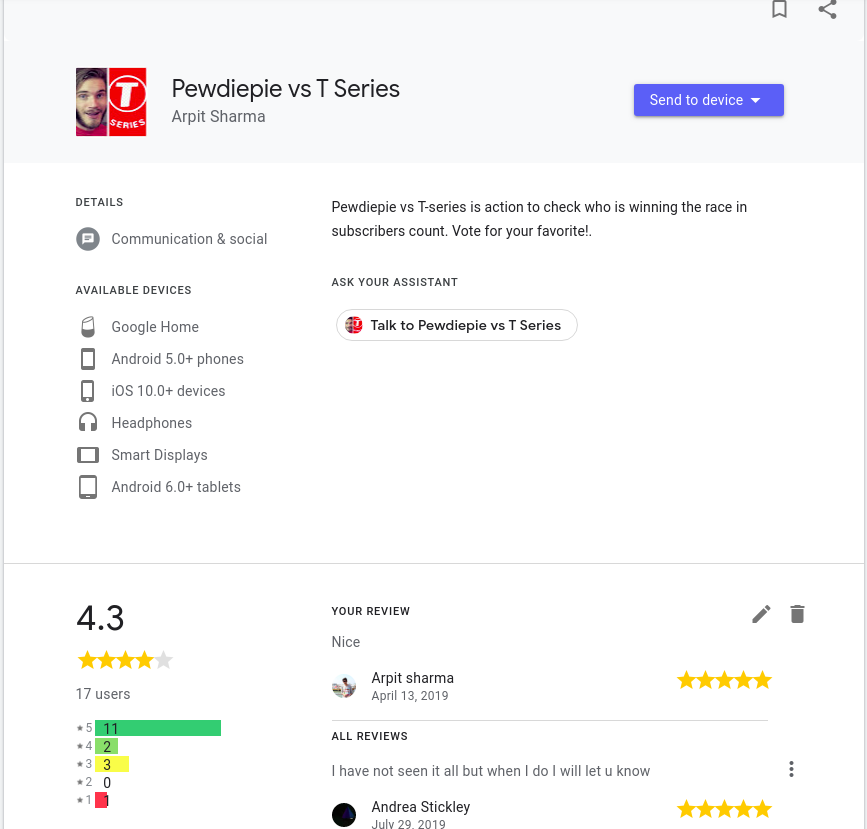 T
SERIES
Pewdiepie vs T Series
Arpit Sharma
Send to device
DETAILS
Communication & social
AVAILABLE DEVICES
Google Home
Android 5.0+ phones
iOS 10.0+ devices
Headphones
Smart Displays
Android 6.0+ tablets
Pewdiepie vs T-series is action to check who is winning the race in
subscribers count. Vote for your favorite!.
ASK YOUR ASSISTANT
Talk to Pewdiepie vs T Series
4.3
17 users
★ 5 11
★ 4 2
★ 3 3
★ 2 0
★ 1 1
YOUR REVIEW
Nice
Arpit sharma
April 13, 2019
ALL REVIEWS
I have not seen it all but when I do I will let u know
Andrea Stickley
July 29, 2019